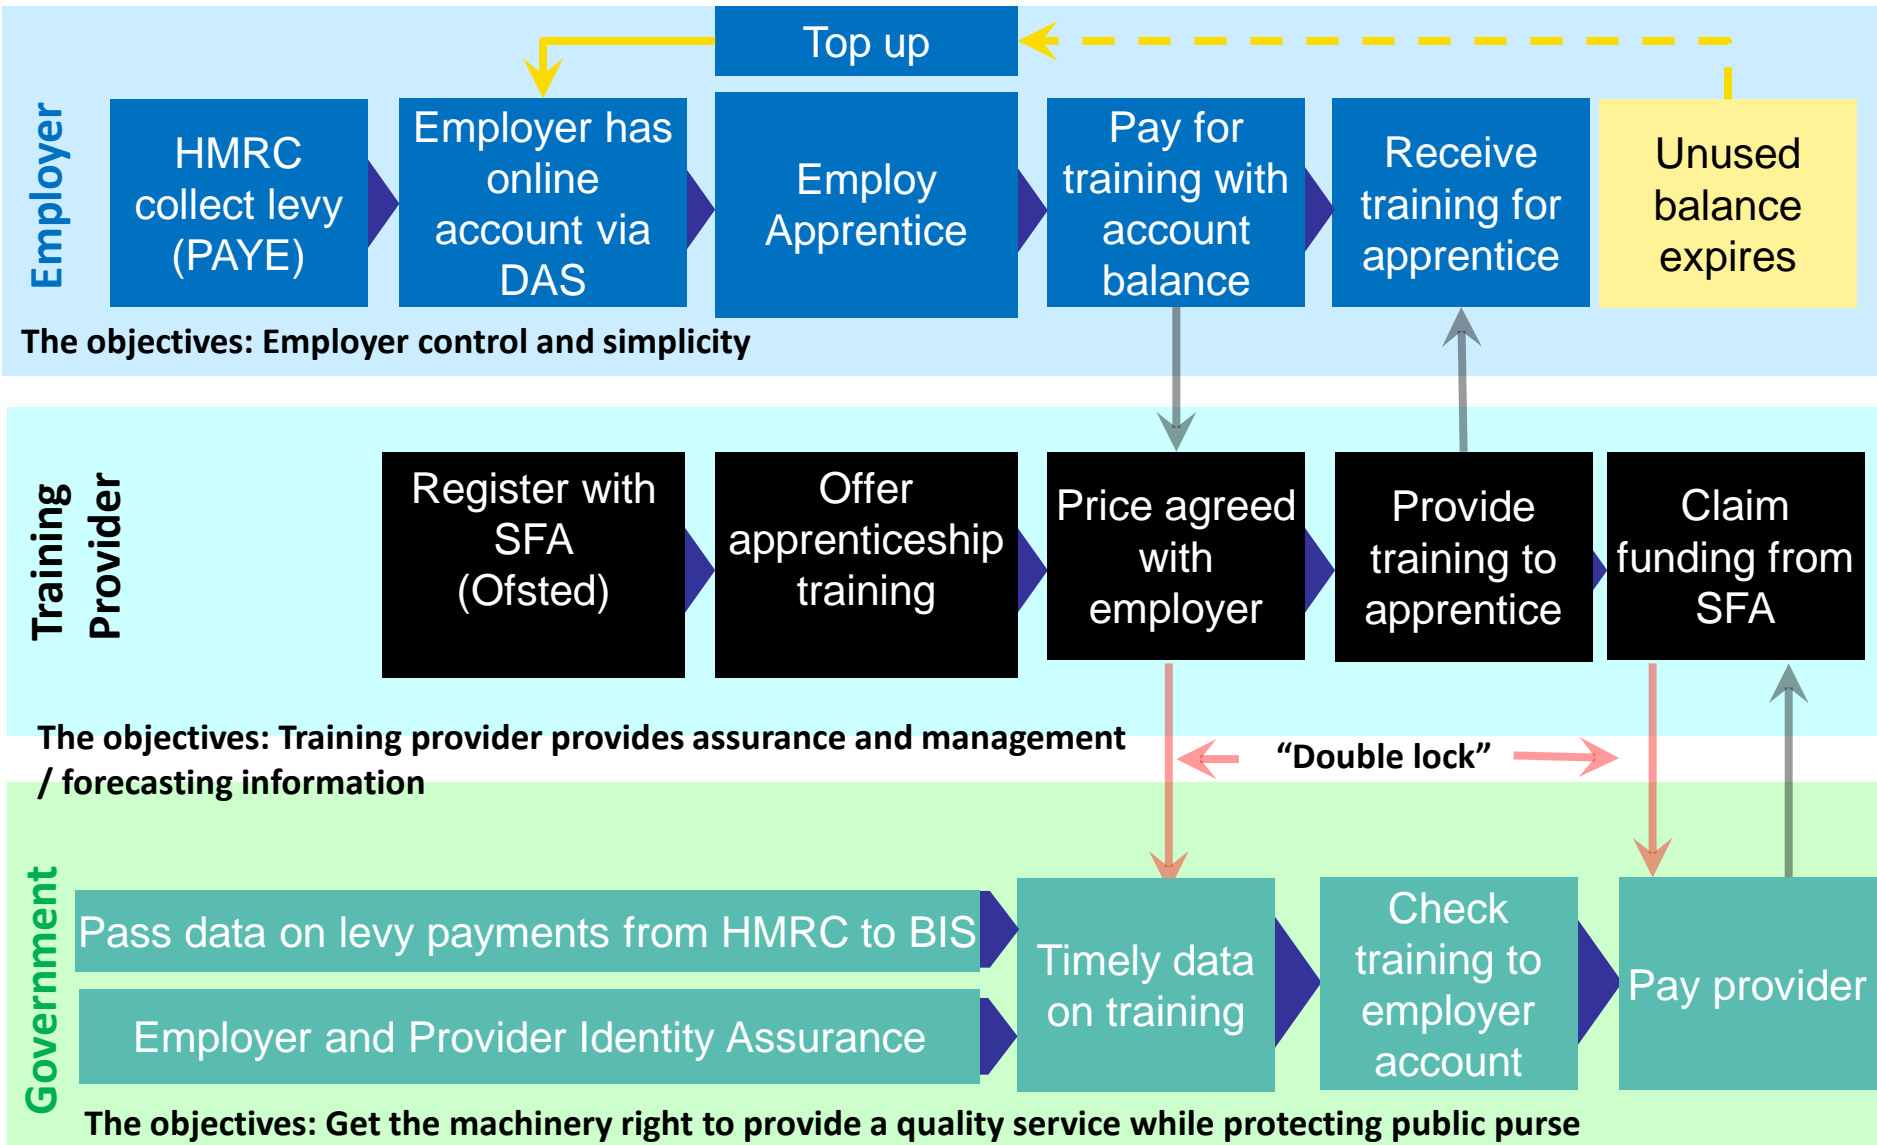 Top up
Employer
HMRC
collect levy
(PAYE)
Employer has
online
account via
DAS
Employ
Apprentice
Pay for
training with
account
balance
Receive
training for
apprentice
Unused
balance
expires
The objectives: Employer control and simplicity
Training
Provider
Register with
SFA
(Ofsted)
Offer
apprenticeship
training
Price agreed
with
employer
Provide
training to
apprentice
Claim
funding from
SFA
The objectives: Training provider provides assurance and management
/ forecasting information
“Double lock”
Government
Pass data on levy payments from HMRC to BIS
Employer and Provider Identity Assurance
Timely data
on training
Check
training to
employer
account
Pay provider
The objectives: Get the machinery right to provide a quality service while protecting public purse